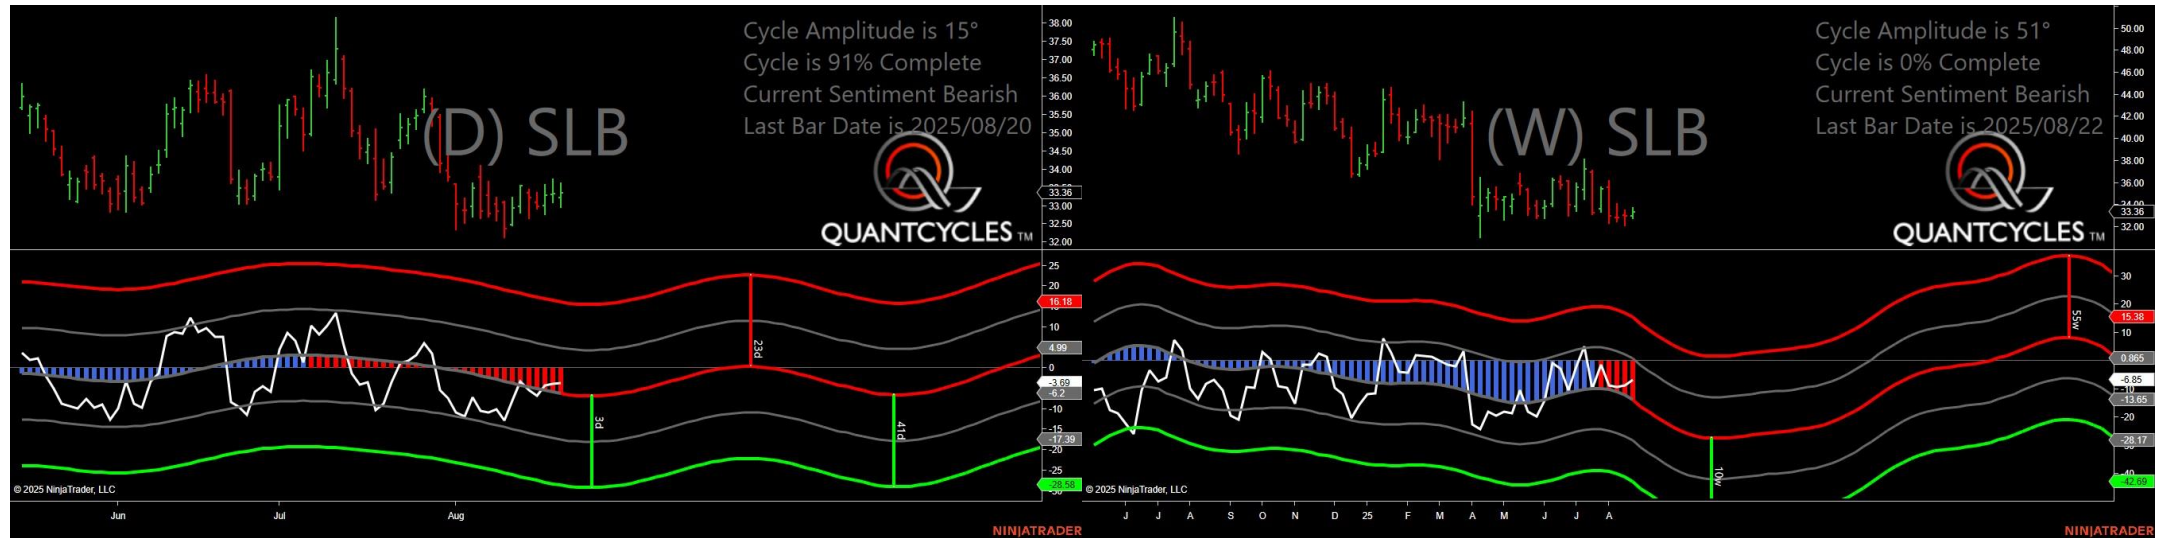 Cycle Amplitude is 15°
Cycle is 91% Complete
Current Sentiment Bearish
Last Bar Date is 2025/08/20
(D) SLB
QUANTCYCLES TM
38.00
37.50
37.00
36.50
36.00
35.50
35.00
34.50
34.00
33.36
33.00
32.50
32.00
25
20
16.18
10
4.99
0
-3.69
-6.2
-10
-15
-17.39
-20
-25
-28.58
23d
3d
41d
© 2025 NinjaTrader, LLC
Jun Jul Aug
NINJATRADER
Cycle Amplitude is 51°
Cycle is 0% Complete
Current Sentiment Bearish
Last Bar Date is 2025/08/22
(W) SLB
QUANTCYCLES TM
50.00
48.00
46.00
44.00
42.00
40.00
38.00
36.00
34.00
33.36
32.00
30
20
15.38
10
0.865
-6.85
-13.65
-20
-28.17
-42.69
55w
10w
© 2025 NinjaTrader, LLC
J J A S O N D 25 F M A M J J A
NINJATRADER